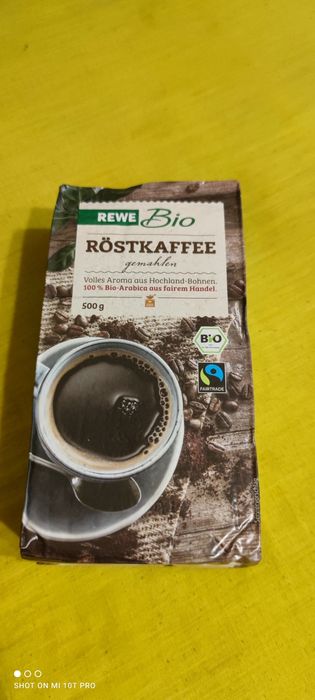 REWE Bio
RÖSTKAFFEE
gemahlen
Volles Aroma aus Hochland-Bohnen.
100 % Bio-Arabica aus fairem Handel.
500 g
BIO
FAIRTRADE
SHOT ON MI 10T PRO